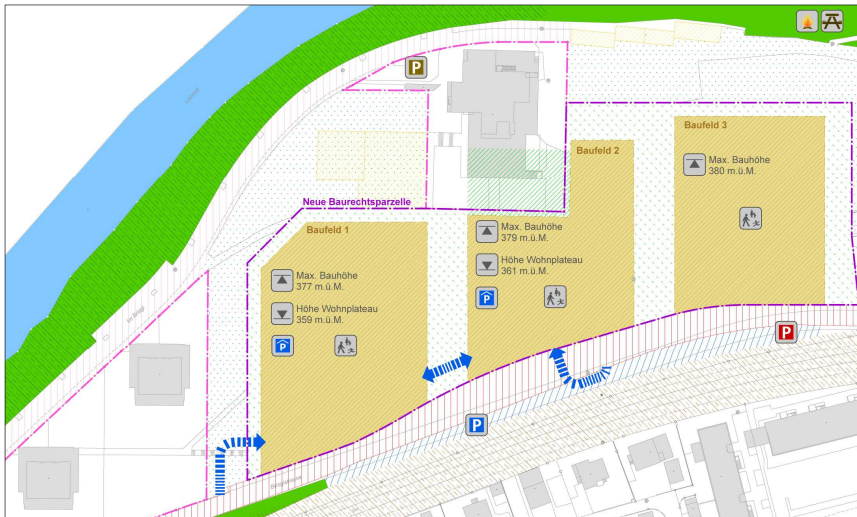 P
Baufeld 3
Baufeld 2
Max. Bauhöhe
380 m.ü.M.
Neue Baurechtsparzelle
Baufeld 1
Max. Bauhöhe
379 m.ü.M.
Höhe Wohnplateau
361 m.ü.M.
P
Max. Bauhöhe
377 m.ü.M.
Höhe Wohnplateau
359 m.ü.M.
P
P
P